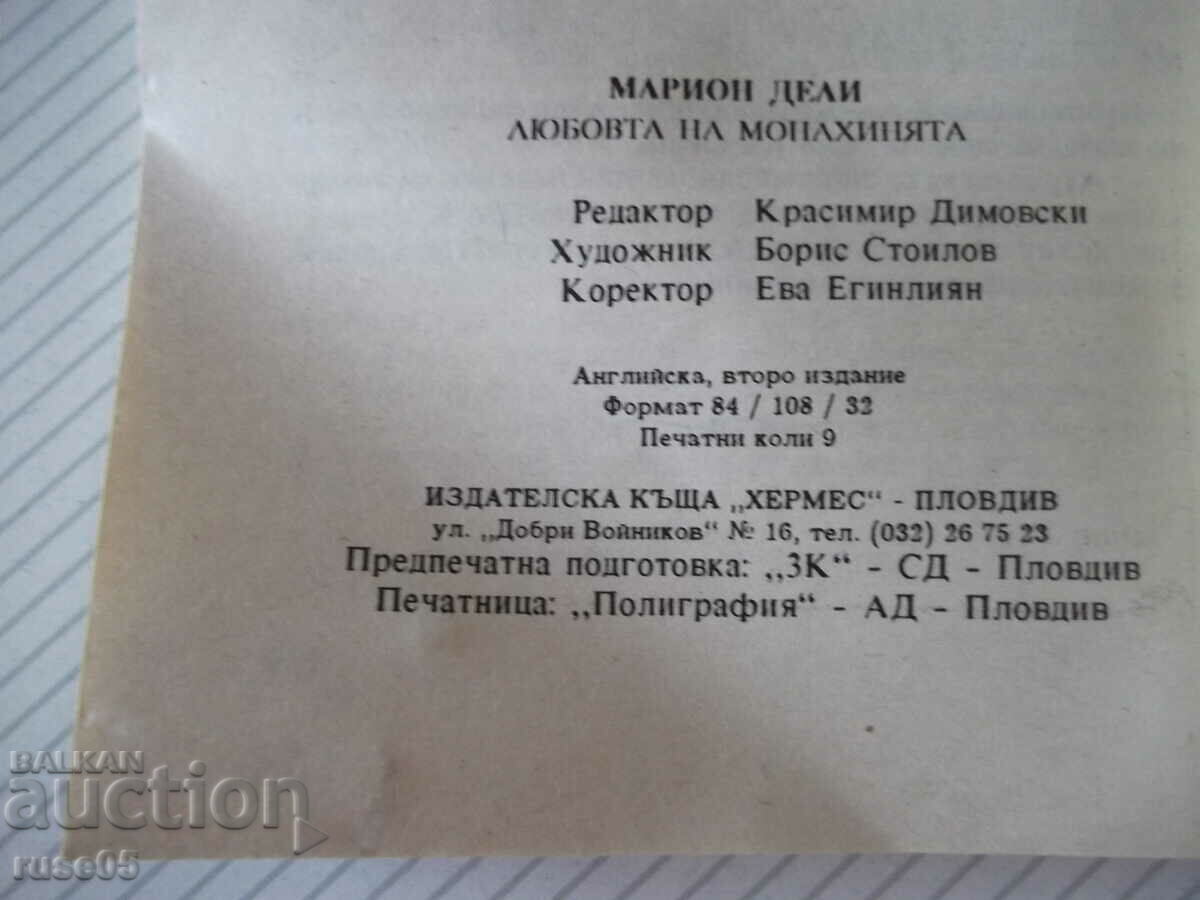 МАРИОН ДЕЛИ
ЛЮБОВТА НА МОНАХИНЯТА
Редактор Красимир Димовски
Художник Борис Стоилов
Коректор Ева Егинлиян
Английска, второ издание
Формат 84 / 108 / 32
Печатни коли 9
ИЗДАТЕЛСКА КЪЩА „ХЕРМЕС“ - ПЛОВДИВ
ул. „Добри Войников“ № 16, тел. (032) 26 75 23
Предпечатна подготовка: „ЗК“ - СД - Пловдив
Печатница: „Полиграфия“ - АД - Пловдив
BALKAN
auction
ruse05